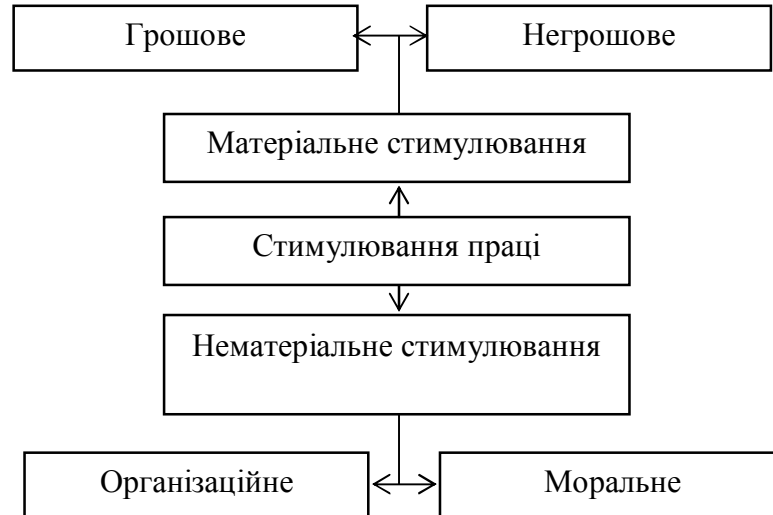 Грошове
Негрошове
Матеріальне стимулювання
Стимулювання праці
Нематеріальне стимулювання
Організаційне
Моральне